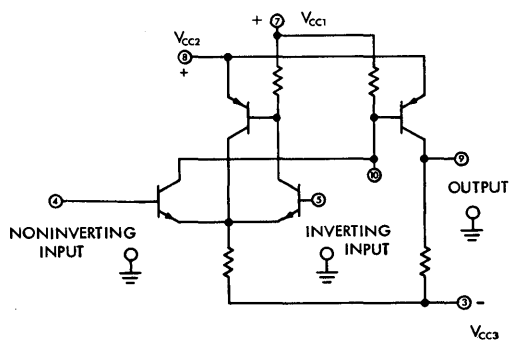 + 7 VCC1
VCC2
8
+
4
5
10
9
OUTPUT
NONINVERTING
INPUT
INVERTING
INPUT
3 -
VCC3